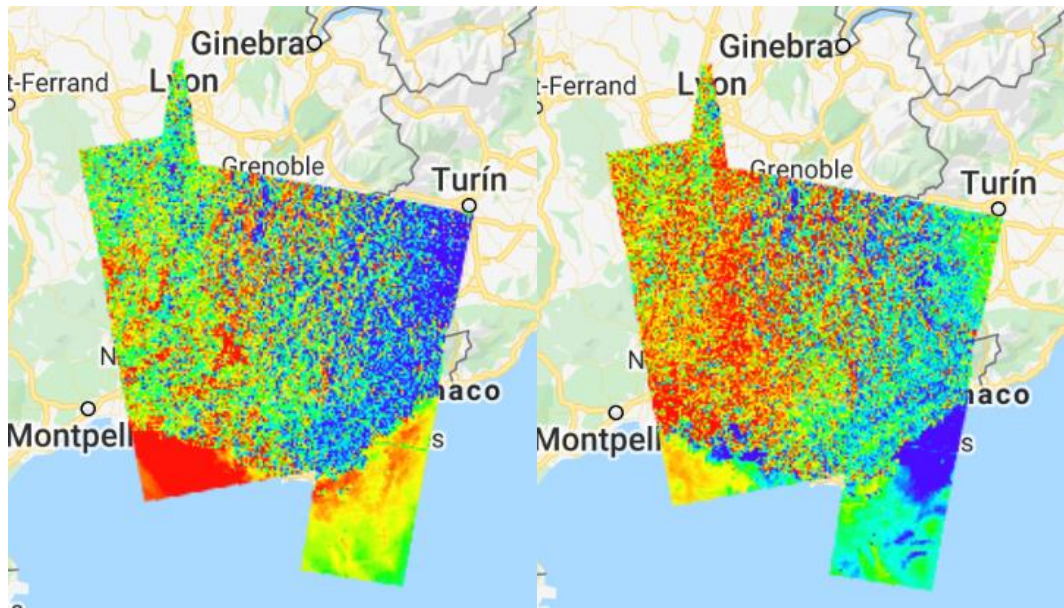 Ginebra
t-Ferrand
Lyon
Grenoble
Turín
N
naco
s
Montpell
Ginebra
t-Ferrand
Lyon
Grenoble
Turín
N
naco
s
Montpell